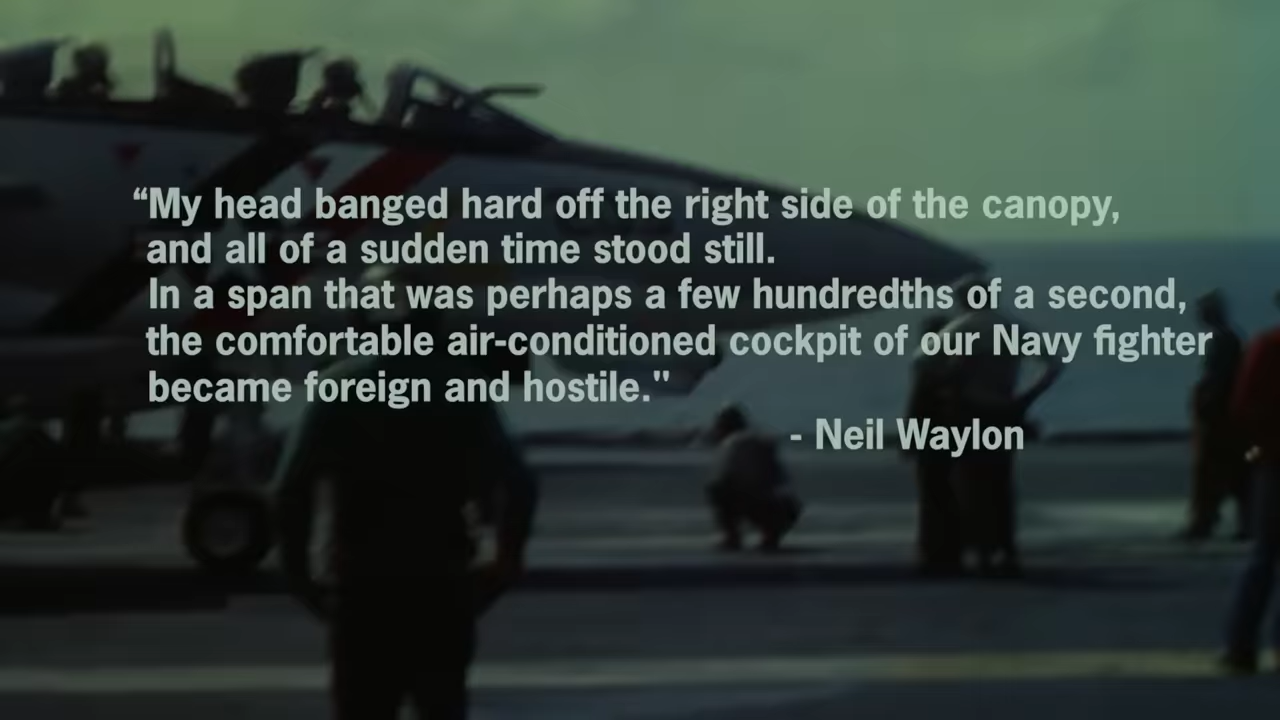 “My head banged hard off the right side of the canopy,
and all of a sudden time stood still.
In a span that was perhaps a few hundredths of a second,
the comfortable air-conditioned cockpit of our Navy fighter
became foreign and hostile."
- Neil Waylon